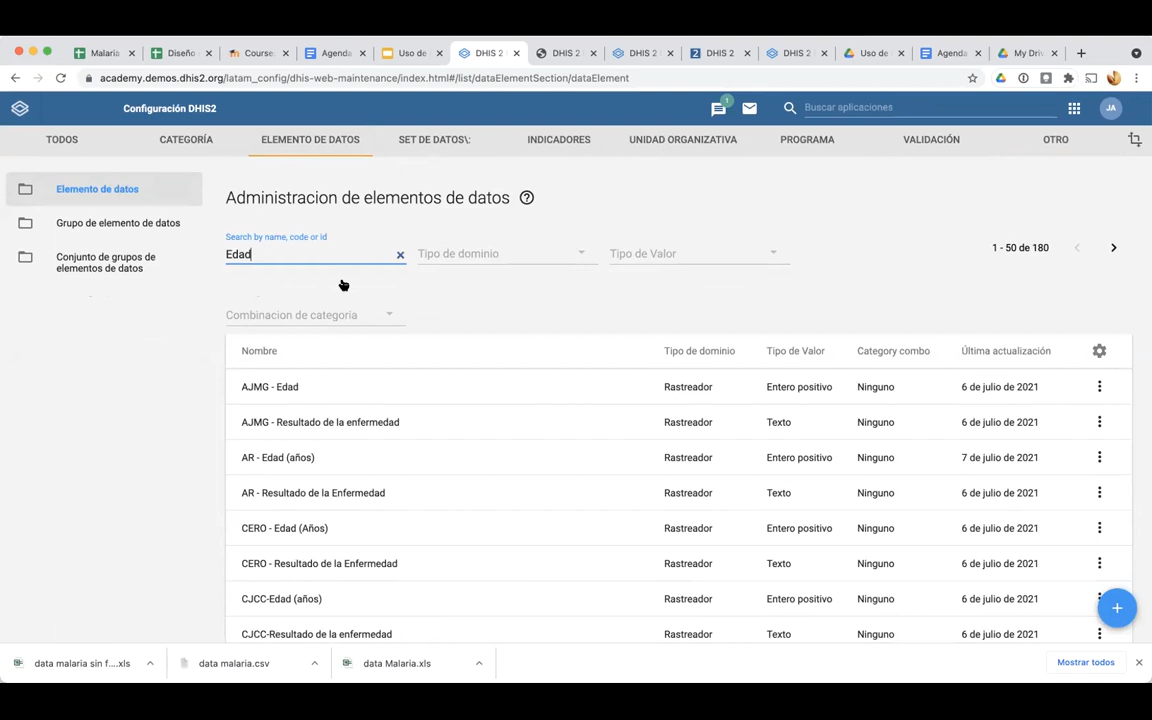 Malaria
Diseño
Course:
Agenda
Uso de
DHIS 2
DHIS 2
DHIS 2
DHIS 2
DHIS 2
Uso de
Agenda
My Driv
academy.demos.dhis2.org/latam_config/dhis-web-maintenance/index.html#/list/dataElementSection/dataElement
Configuración DHIS2
1
Buscar aplicaciones
JA
TODOS
CATEGORÍA
ELEMENTO DE DATOS
SET DE DATOS\:
INDICADORES
UNIDAD ORGANIZATIVA
PROGRAMA
VALIDACIÓN
OTRO
Elemento de datos
Grupo de elemento de datos
Conjunto de grupos de
elementos de datos
Administracion de elementos de datos
Search by name, code or id
Edad
Tipo de dominio
Tipo de Valor
1 - 50 de 180
Combinacion de categoria
Nombre Tipo de dominio Tipo de Valor Category combo Última actualización
AJMG - Edad Rastreador Entero positivo Ninguno 6 de julio de 2021
AJMG - Resultado de la enfermedad Rastreador Texto Ninguno 6 de julio de 2021
AR - Edad (años) Rastreador Entero positivo Ninguno 7 de julio de 2021
AR - Resultado de la Enfermedad Rastreador Texto Ninguno 6 de julio de 2021
CERO - Edad (Años) Rastreador Entero positivo Ninguno 6 de julio de 2021
CERO - Resultado de la Enfermedad Rastreador Texto Ninguno 6 de julio de 2021
CJCC-Edad (años) Rastreador Entero positivo Ninguno 6 de julio de 2021
CJCC-Resultado de la enfermedad Rastreador Texto Ninguno 6 de julio de 2021
data malaria sin f....xls
data malaria.csv
data Malaria.xls
Mostrar todos